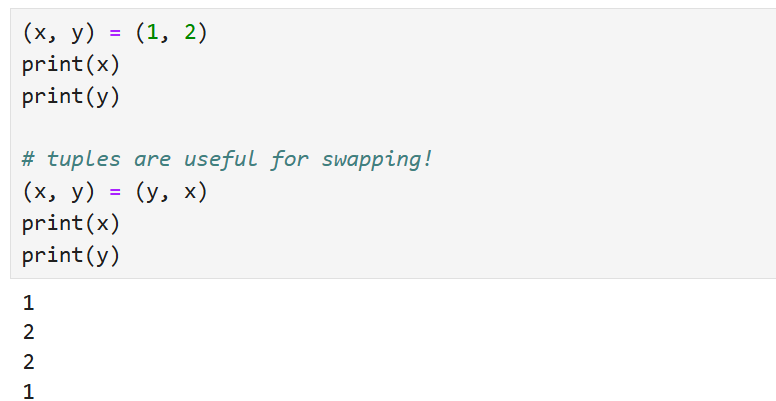 (x, y) = (1, 2)
print(x)
print(y)
# tuples are useful for swapping!
(x, y) = (y, x)
print(x)
print(y)
1
2
2
1